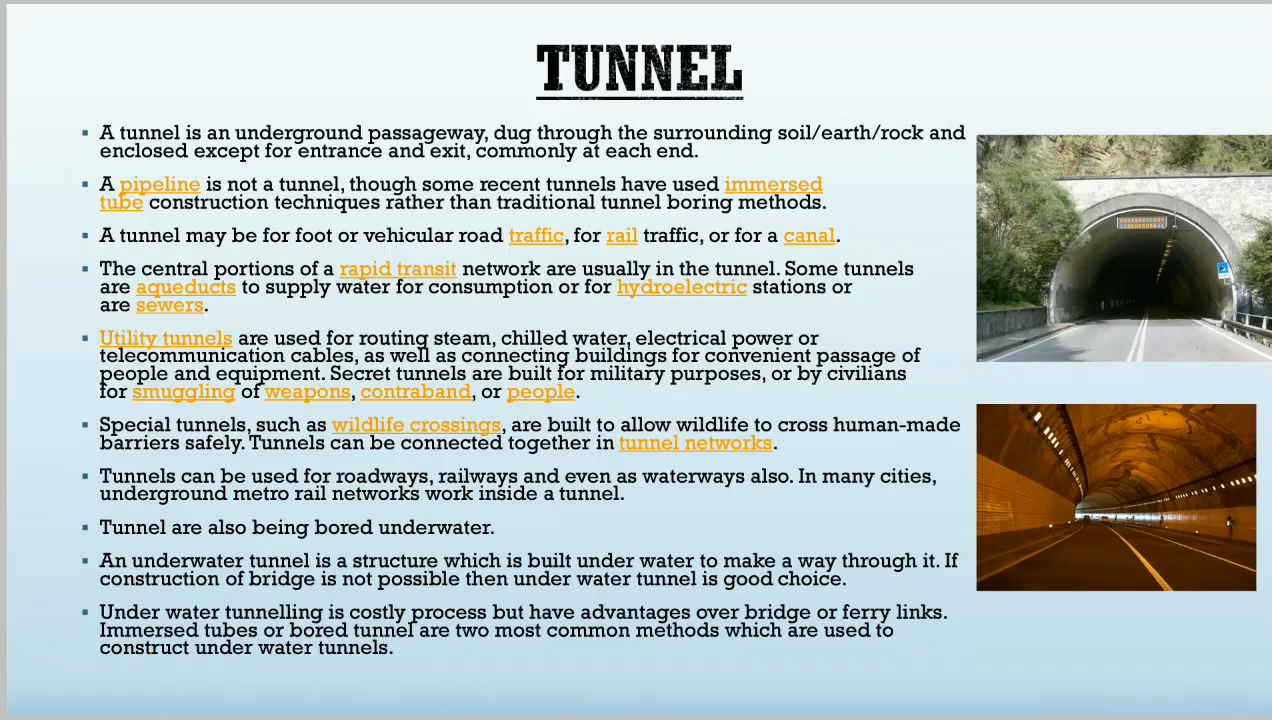 TUNNEL
▪ A tunnel is an underground passageway, dug through the surrounding soil/earth/rock and
enclosed except for entrance and exit, commonly at each end.
▪ A pipeline is not a tunnel, though some recent tunnels have used immersed
tube construction techniques rather than traditional tunnel boring methods.
▪ A tunnel may be for foot or vehicular road traffic, for rail traffic, or for a canal.
▪ The central portions of a rapid transit network are usually in the tunnel. Some tunnels
are aqueducts to supply water for consumption or for hydroelectric stations or
are sewers.
▪ Utility tunnels are used for routing steam, chilled water, electrical power or
telecommunication cables, as well as connecting buildings for convenient passage of
people and equipment. Secret tunnels are built for military purposes, or by civilians
for smuggling of weapons, contraband, or people.
▪ Special tunnels, such as wildlife crossings, are built to allow wildlife to cross human-made
barriers safely. Tunnels can be connected together in tunnel networks.
▪ Tunnels can be used for roadways, railways and even as waterways also. In many cities,
underground metro rail networks work inside a tunnel.
▪ Tunnel are also being bored underwater.
▪ An underwater tunnel is a structure which is built under water to make a way through it. If
construction of bridge is not possible then under water tunnel is good choice.
▪ Under water tunnelling is costly process but have advantages over bridge or ferry links.
Immersed tubes or bored tunnel are two most common methods which are used to
construct under water tunnels.